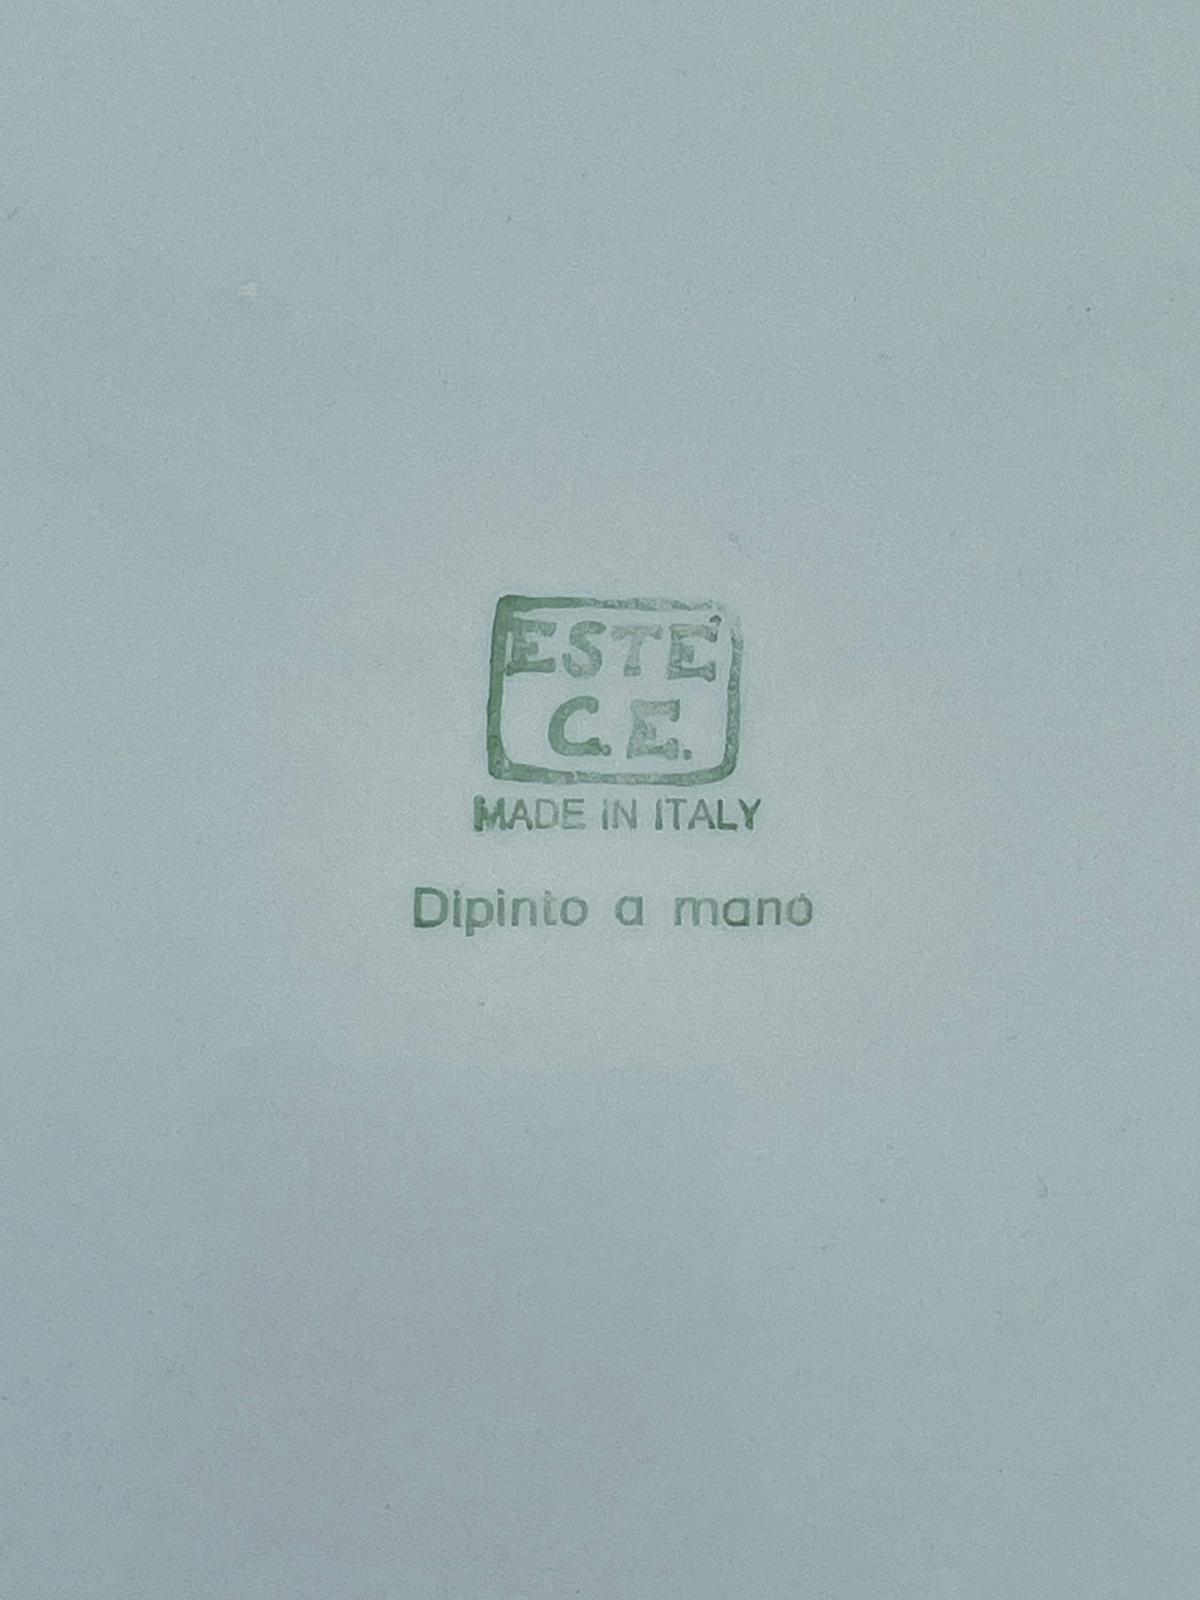 ESTE
C.E.
MADE IN ITALY
Dipinto a mano